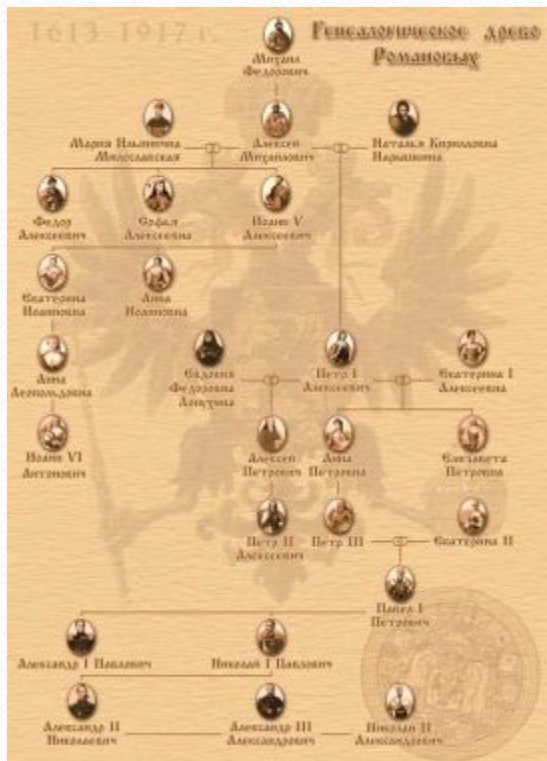 1613-1917 г.
Генеалогическое древо
Романовых
Михаил
Федорович
Мария Ильинична
Милославская
Алексей
Михайлович
Наталья Кирилловна
Нарышкина
Федор
Алексеевич
Софья
Алексеевна
Иоанн V
Алексеевич
Екатерина
Иоанновна
Анна
Иоанновна
Евдокия
Федоровна
Лопухина
Петр I
Алексеевич
Екатерина I
Алексеевна
Анна
Леопольдовна
Иоанн VI
Антонович
Алексей
Петрович
Анна
Петровна
Елизавета
Петровна
Петр II
Алексеевич
Петр III
Екатерина II
Павел I
Петрович
Александр I Павлович
Николай I Павлович
Александр II
Николаевич
Александр III
Александрович
Николай II
Александрович